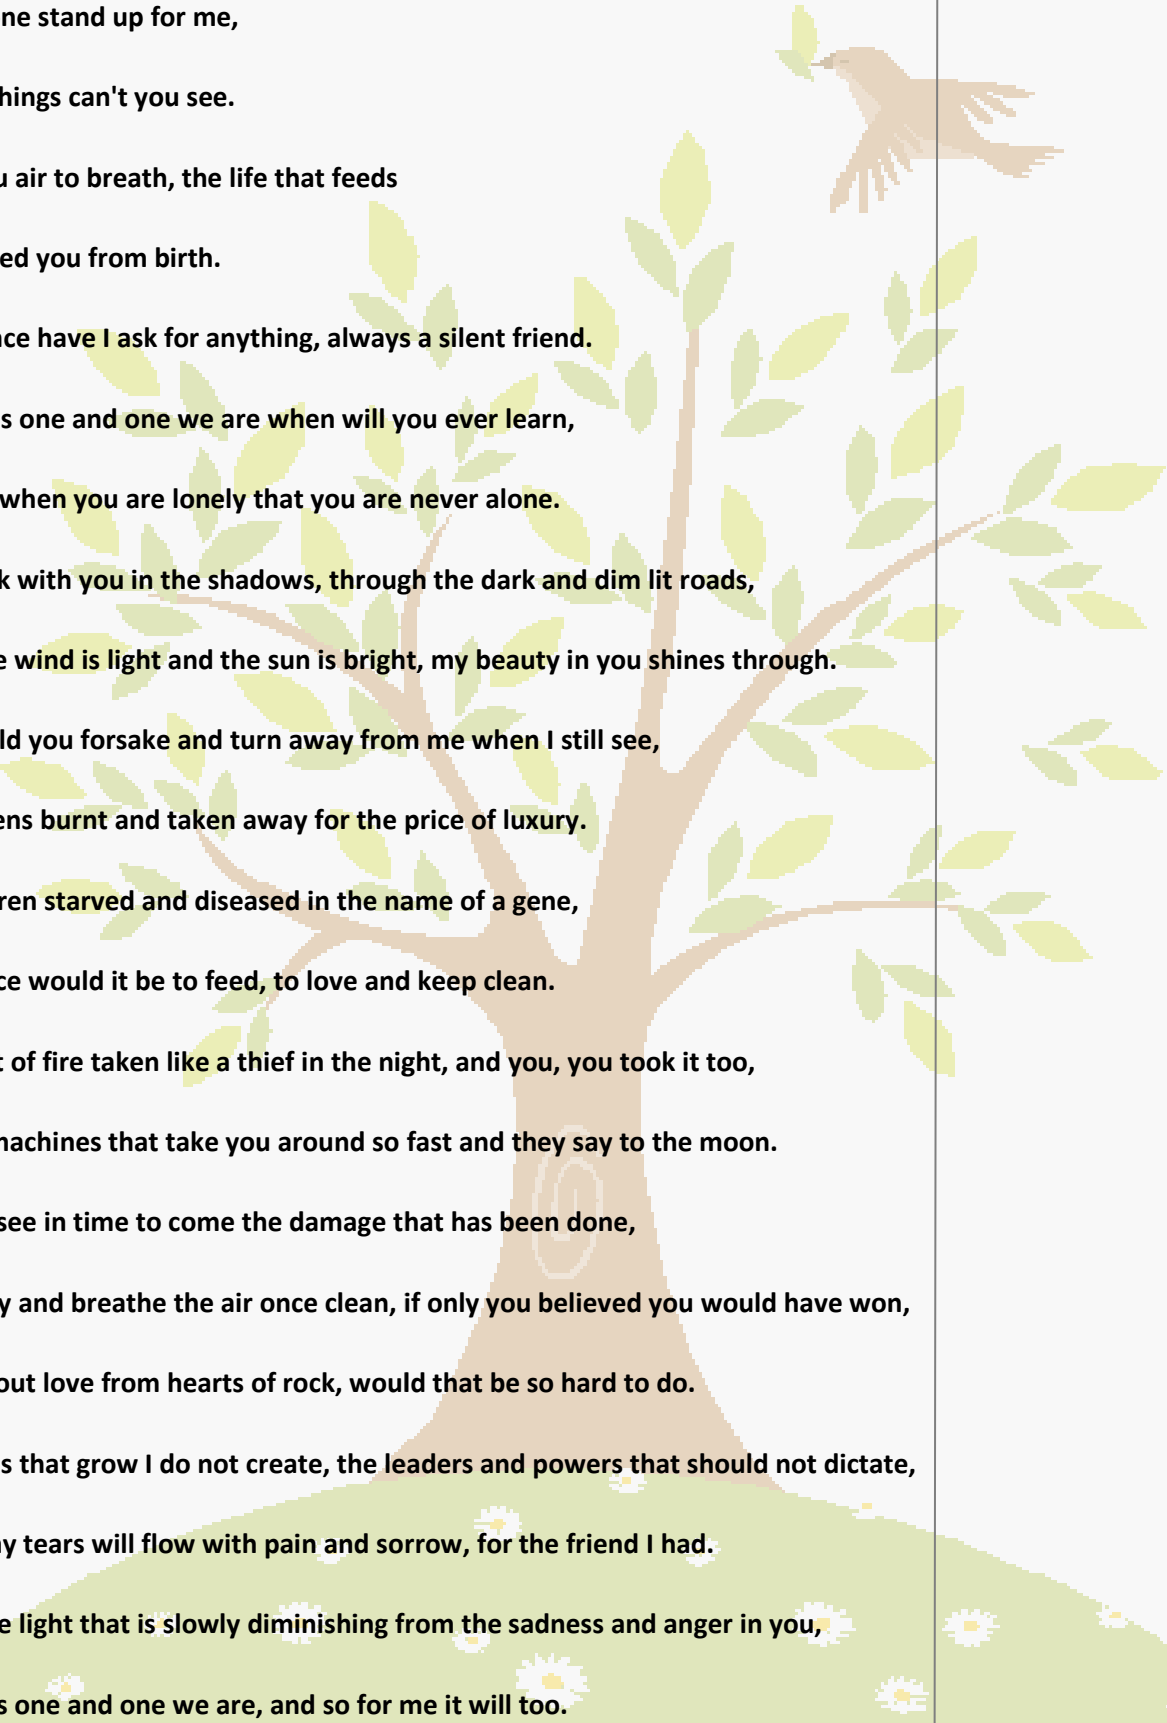 ne stand up for me,
hings can't you see.
u air to breath, the life that feeds
ed you from birth.
ce have I ask for anything, always a silent friend.
s one and one we are when will you ever learn,
when you are lonely that you are never alone.
k with you in the shadows, through the dark and dim lit roads,
e wind is light and the sun is bright, my beauty in you shines through.
ld you forsake and turn away from me when I still see,
ens burnt and taken away for the price of luxury.
ren starved and diseased in the name of a gene,
ce would it be to feed, to love and keep clean.
t of fire taken like a thief in the night, and you, you took it too,
machines that take you around so fast and they say to the moon.
see in time to come the damage that has been done,
y and breathe the air once clean, if only you believed you would have won,
out love from hearts of rock, would that be so hard to do.
s that grow I do not create, the leaders and powers that should not dictate,
y tears will flow with pain and sorrow, for the friend I had.
e light that is slowly diminishing from the sadness and anger in you,
s one and one we are, and so for me it will too.